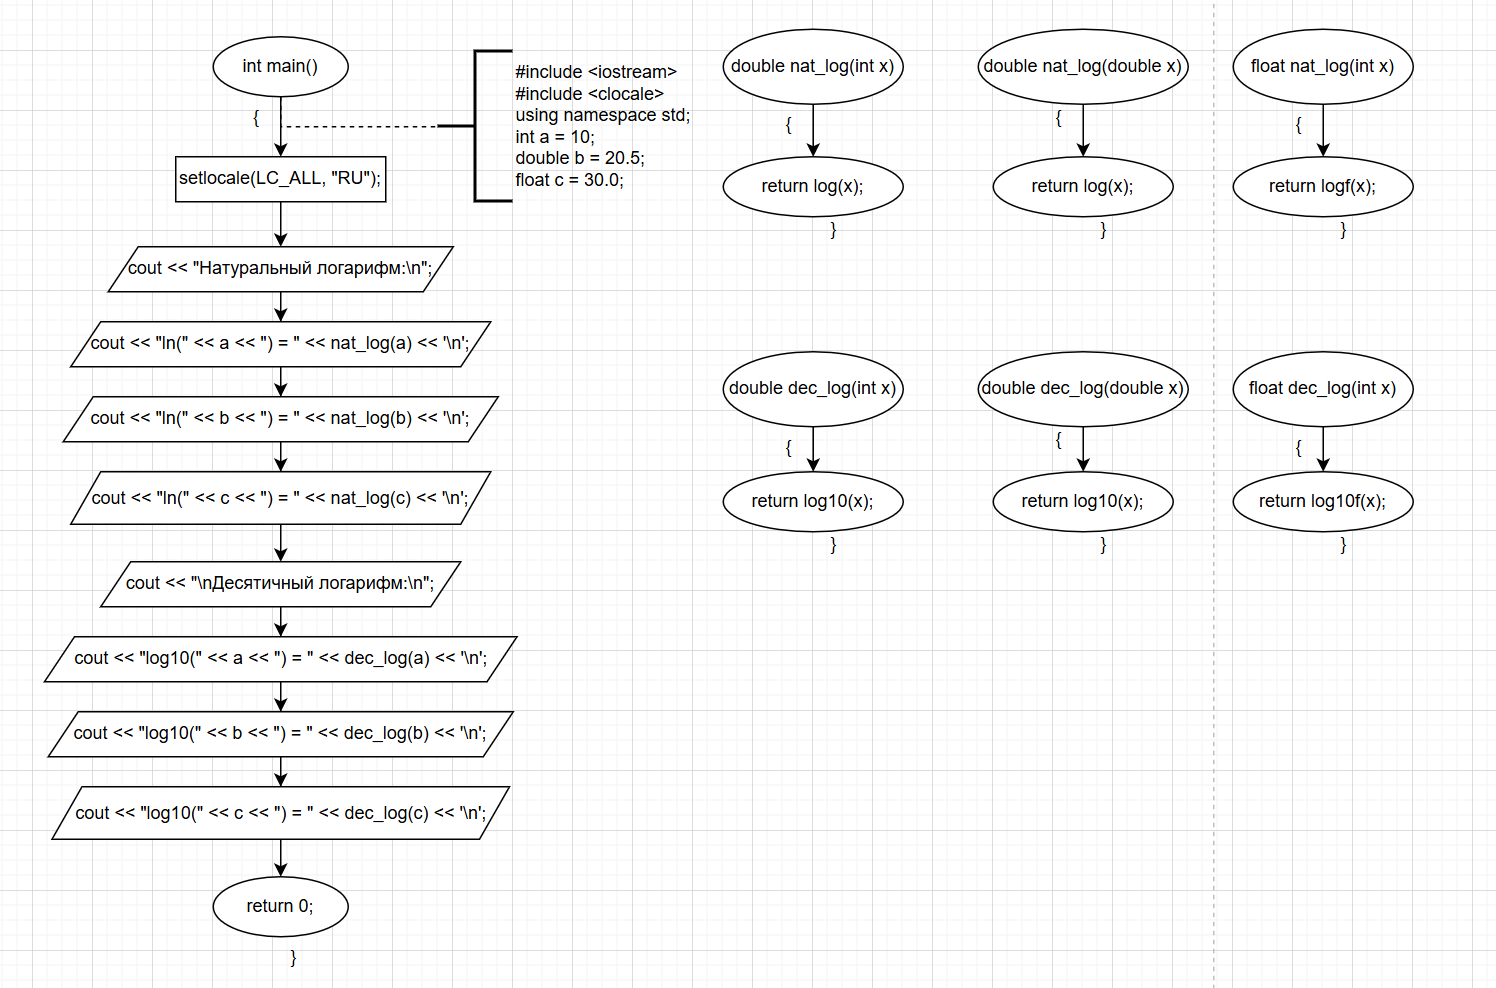 int main()
{
#include <iostream>
#include <clocale>
using namespace std;
int a = 10;
double b = 20.5;
float c = 30.0;
setlocale(LC_ALL, "RU");
cout << "Натуральный логарифм:\n";
cout << "ln(" << a << ") = " << nat_log(a) << '\n';
cout << "ln(" << b << ") = " << nat_log(b) << '\n';
cout << "ln(" << c << ") = " << nat_log(c) << '\n';
cout << "\nДесятичный логарифм:\n";
cout << "log10(" << a << ") = " << dec_log(a) << '\n';
cout << "log10(" << b << ") = " << dec_log(b) << '\n';
cout << "log10(" << c << ") = " << dec_log(c) << '\n';
return 0;
}
double nat_log(int x)
{
return log(x);
}
double nat_log(double x)
{
return log(x);
}
float nat_log(int x)
{
return logf(x);
}
double dec_log(int x)
{
return log10(x);
}
double dec_log(double x)
{
return log10(x);
}
float dec_log(int x)
{
return log10f(x);
}